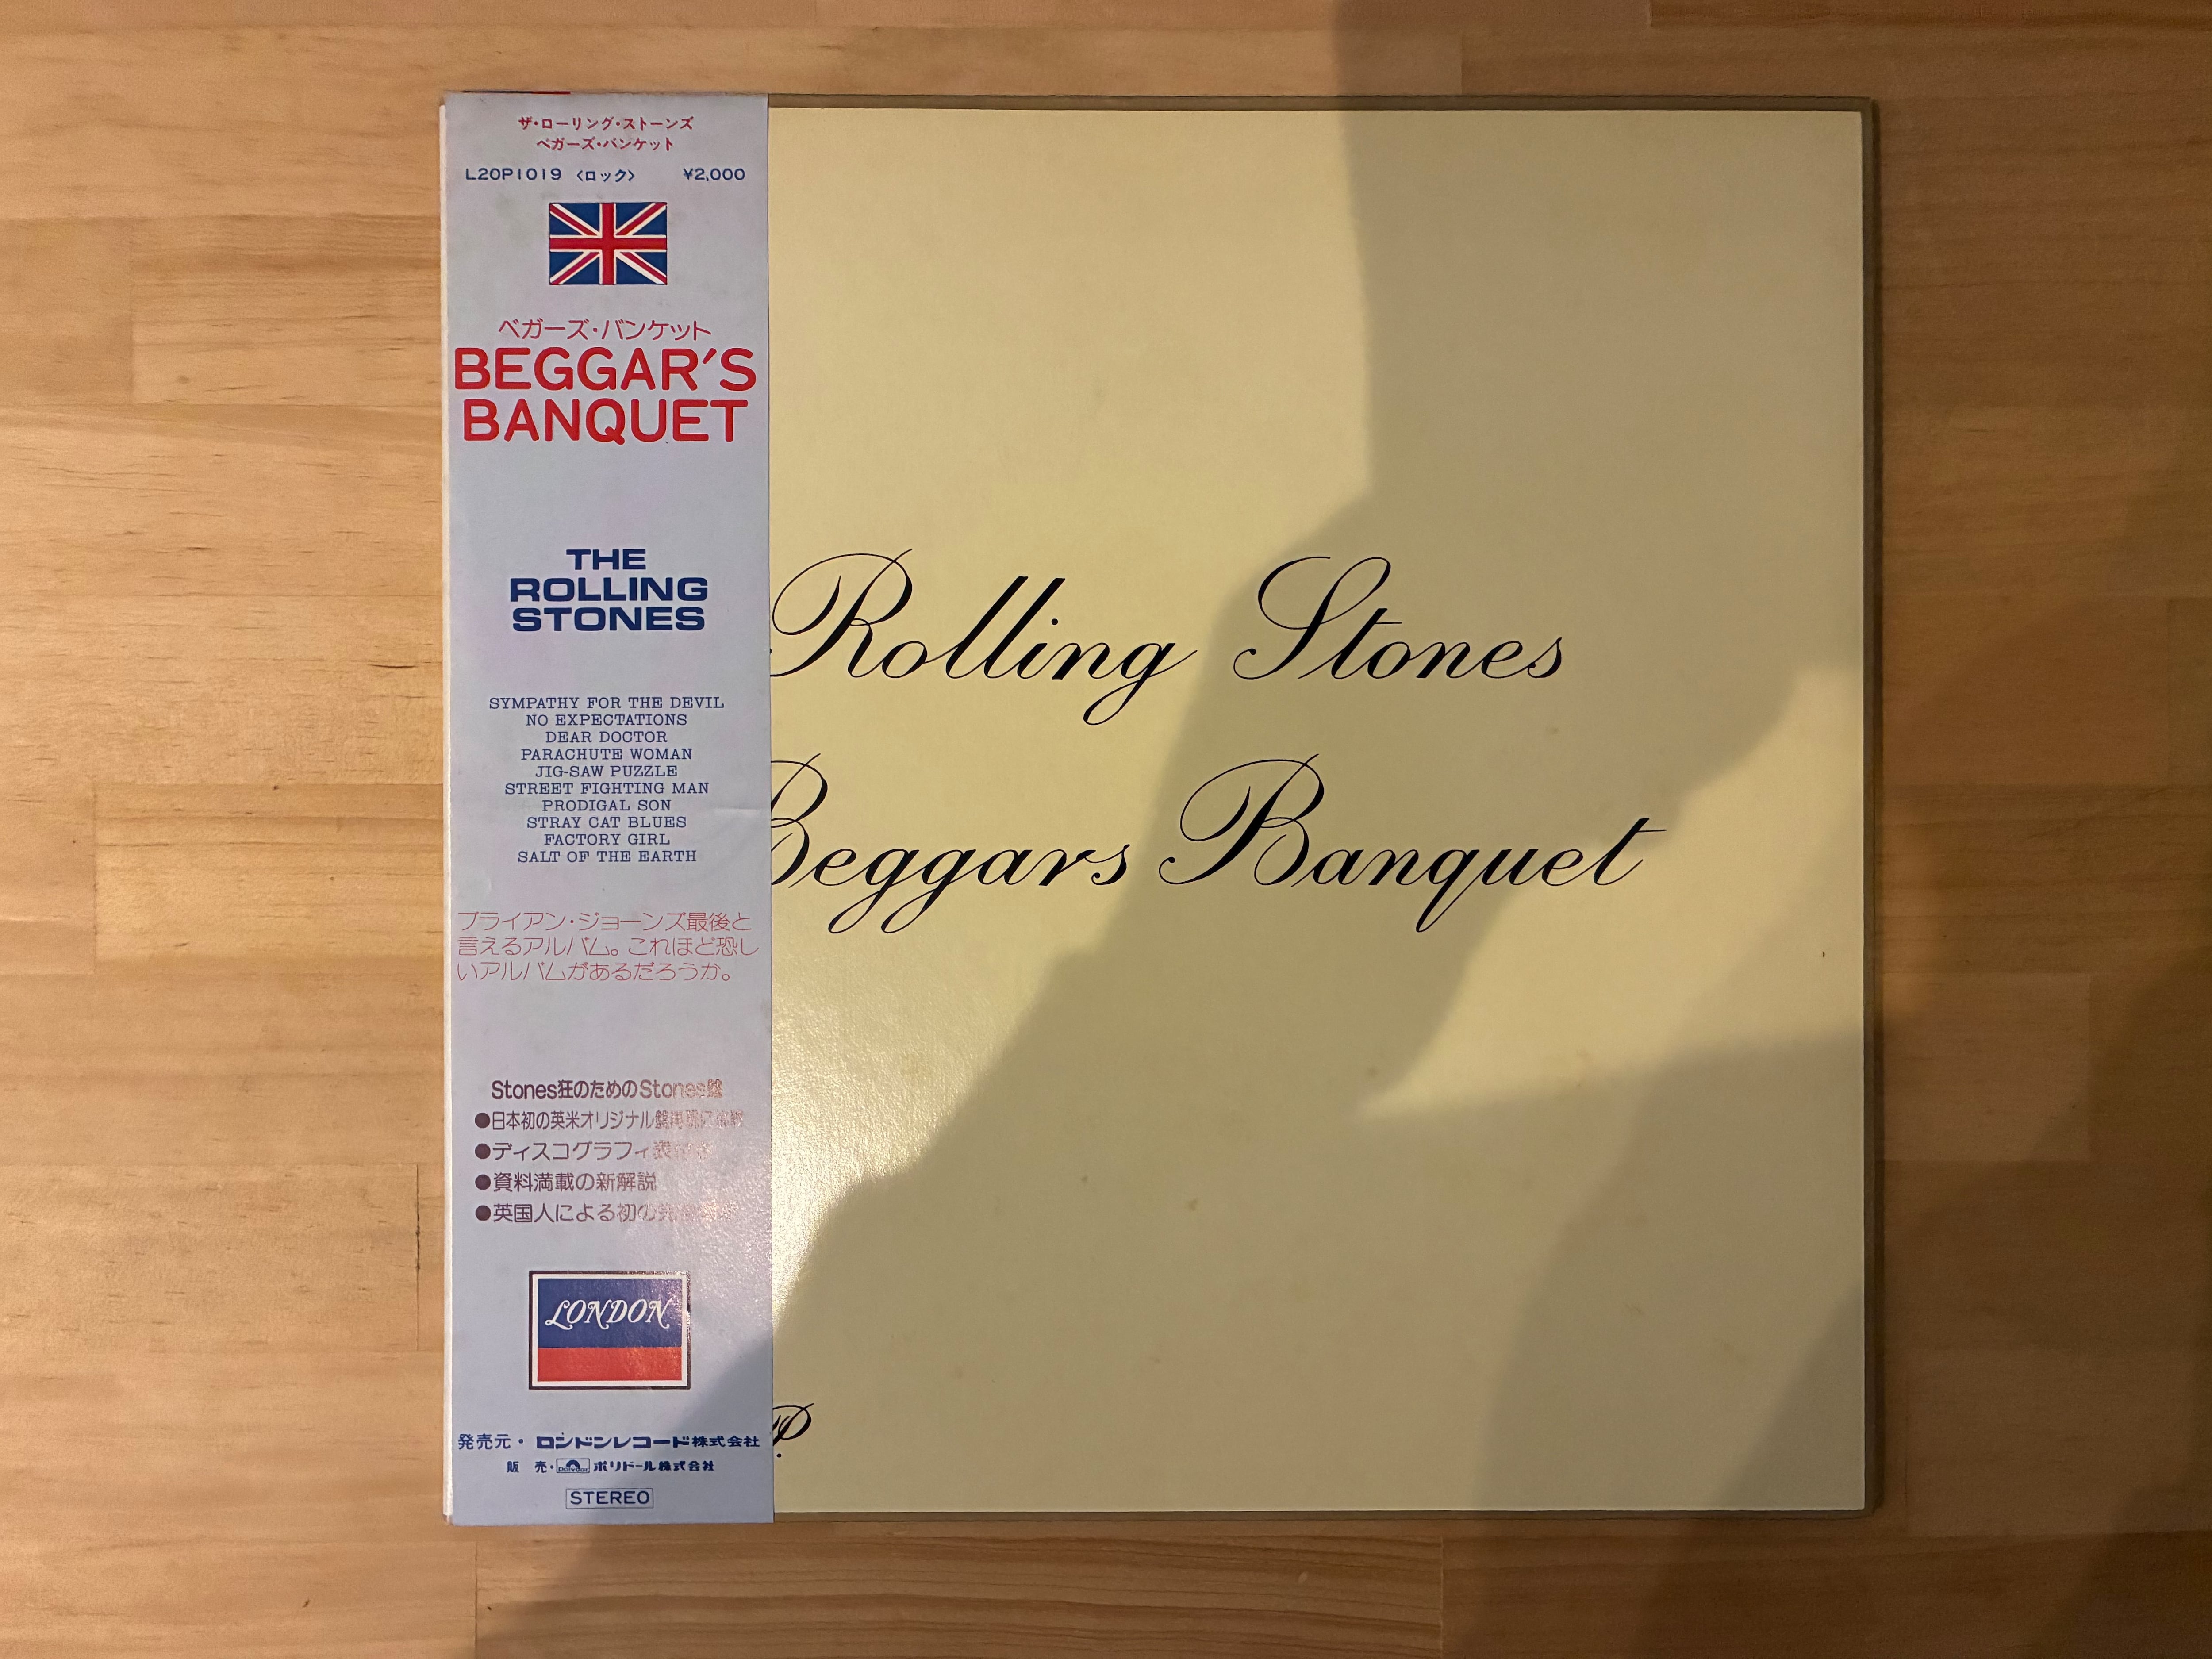 ザ・ローリング・ストーンズ
ベガーズ・バンケット
L20P1019 〈ロック〉 ¥2,000
ベガーズ・バンケット
BEGGAR'S
BANQUET
THE
ROLLING
STONES
SYMPATHY FOR THE DEVIL
NO EXPECTATIONS
DEAR DOCTOR
PARACHUTE WOMAN
JIG-SAW PUZZLE
STREET FIGHTING MAN
PRODIGAL SON
STRAY CAT BLUES
FACTORY GIRL
SALT OF THE EARTH
ブライアン・ジョーンズ最後と
言えるアルバム。これほど恐し
いアルバムがあるだろうか。
Stones狂のためのStones盤
●日本初の英米オリジナル
●ディスコグラフィ
●資料満載の新解説
●英国人による初の
LONDON
発売元・ ロンドンレコード株式会社
販 売・ Polydor ポリドール株式会社
STEREO
Rolling Stones
Beggars Banquet